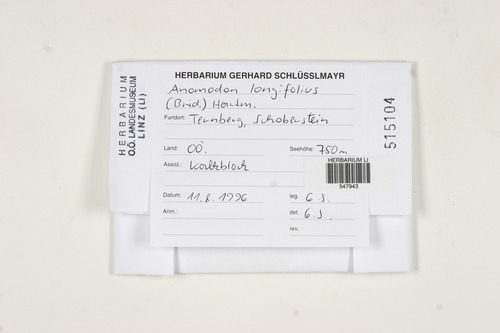 HERBARIUM GERHARD SCHLÜSSLMAYR
Anomodon longifolius
(Brid.) Hartm.
Fundort: Ternberg, Schoberstein
Land: OÖ. Seehöhe: 750 m
Assoz.: Kalkblock
HERBARIUM LI
547943
Datum: 11.8.1996 leg. G. S.
Anm.: det. G. S.
rev.
HERBARIUM
O.Ö. LANDESMUSEUM
LINZ (LI)
515104